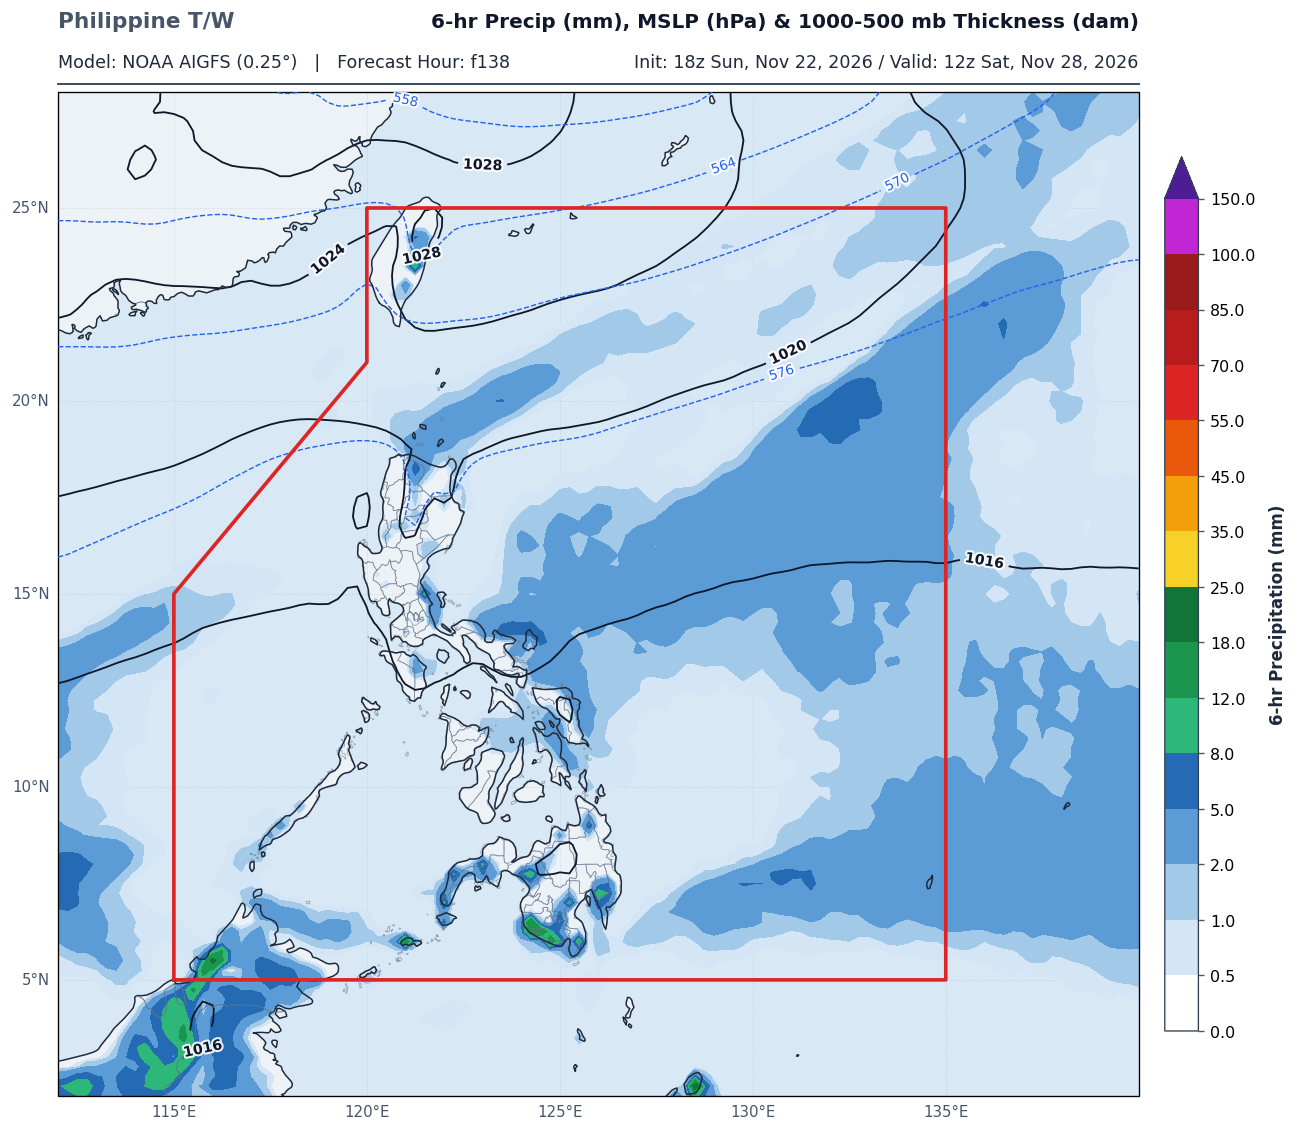 Philippine T/W
6-hr Precip (mm), MSLP (hPa) & 1000-500 mb Thickness (dam)
Model: NOAA AIGFS (0.25°)   |   Forecast Hour: f138
Init: 18z Sun, Nov 22, 2026 / Valid: 12z Sat, Nov 28, 2026
558
1028
564
570
25°N
1024
1028
1020
576
20°N
1016
15°N
10°N
5°N
1016
115°E
120°E
125°E
130°E
135°E
150.0
100.0
85.0
70.0
55.0
45.0
35.0
25.0
18.0
12.0
8.0
5.0
2.0
1.0
0.5
0.0
6-hr Precipitation (mm)